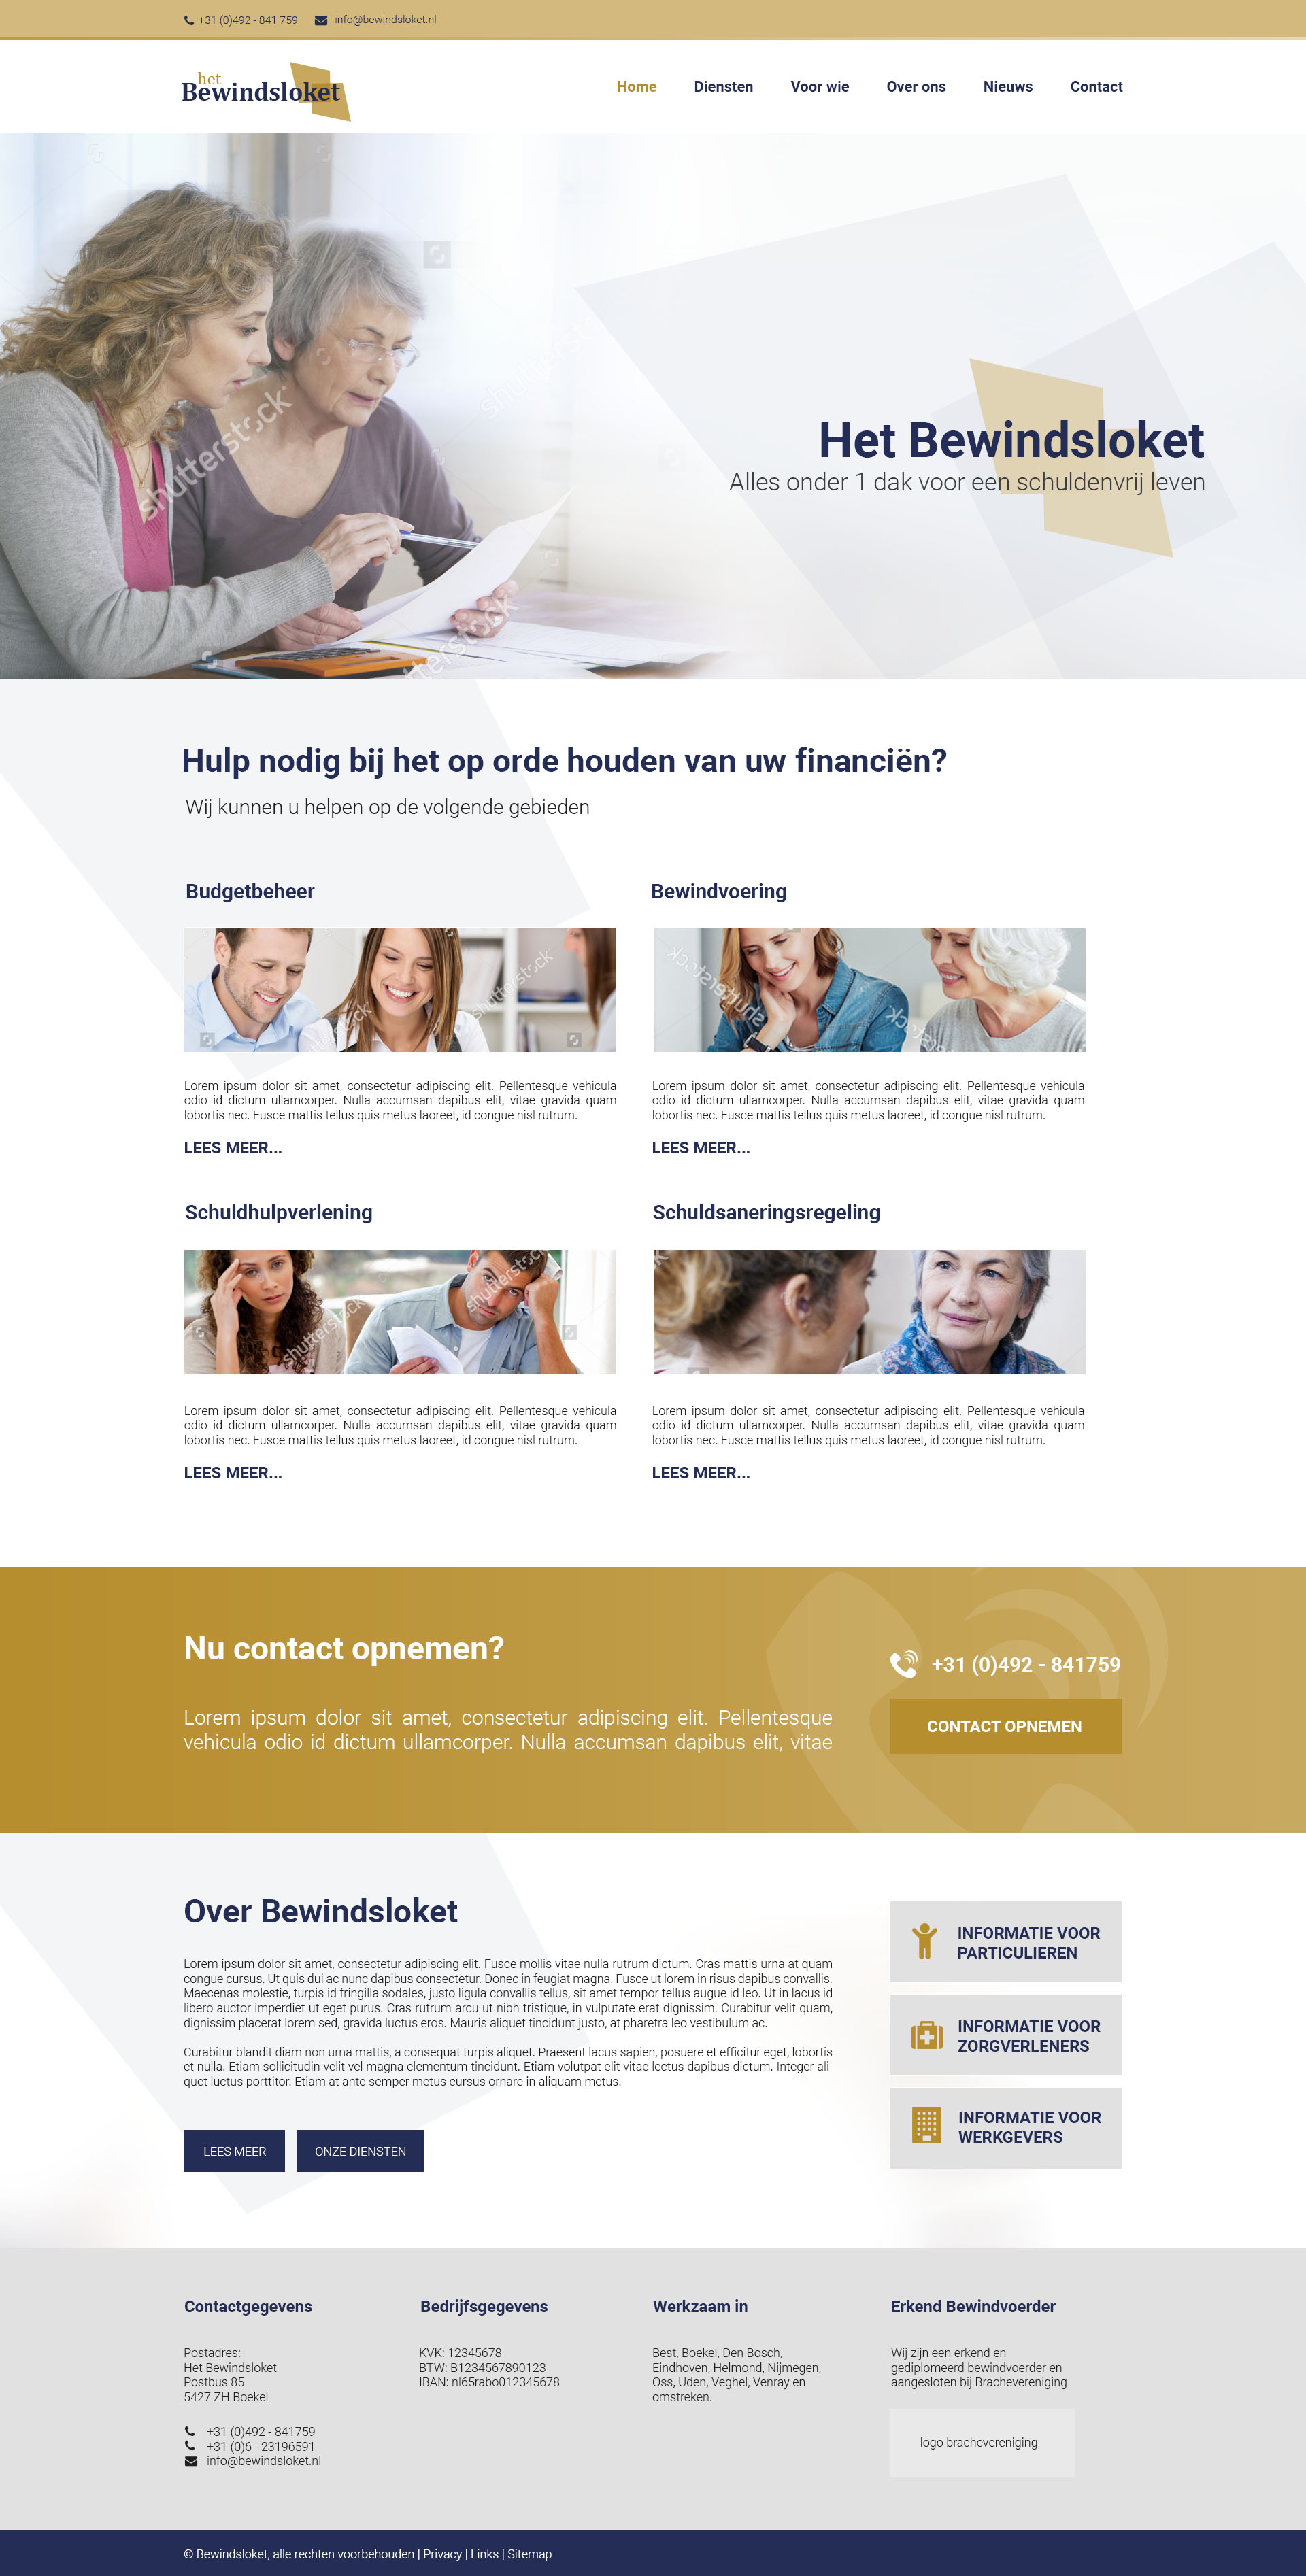 +31 (0)492 - 841 759 info@bewindsloket.nl
het
Bewindsloket
Home Diensten Voor wie Over ons Nieuws Contact
shutterstock
Het Bewindsloket
Alles onder 1 dak voor een schuldenvrij leven
Hulp nodig bij het op orde houden van uw financiën?
Wij kunnen u helpen op de volgende gebieden
Budgetbeheer
shutterstock
Lorem ipsum dolor sit amet, consectetur adipiscing elit. Pellentesque vehicula
odio id dictum ullamcorper. Nulla accumsan dapibus elit, vitae gravida quam
lobortis nec. Fusce mattis tellus quis metus laoreet, id congue nisl rutrum.
LEES MEER...
Bewindvoering
shutterstock
Lorem ipsum dolor sit amet, consectetur adipiscing elit. Pellentesque vehicula
odio id dictum ullamcorper. Nulla accumsan dapibus elit, vitae gravida quam
lobortis nec. Fusce mattis tellus quis metus laoreet, id congue nisl rutrum.
LEES MEER...
Schuldhulpverlening
shutterstock
shutterstock
Lorem ipsum dolor sit amet, consectetur adipiscing elit. Pellentesque vehicula
odio id dictum ullamcorper. Nulla accumsan dapibus elit, vitae gravida quam
lobortis nec. Fusce mattis tellus quis metus laoreet, id congue nisl rutrum.
LEES MEER...
Schuldsaneringsregeling
Lorem ipsum dolor sit amet, consectetur adipiscing elit. Pellentesque vehicula
odio id dictum ullamcorper. Nulla accumsan dapibus elit, vitae gravida quam
lobortis nec. Fusce mattis tellus quis metus laoreet, id congue nisl rutrum.
LEES MEER...
Nu contact opnemen?
Lorem ipsum dolor sit amet, consectetur adipiscing elit. Pellentesque
vehicula odio id dictum ullamcorper. Nulla accumsan dapibus elit, vitae
+31 (0)492 - 841759
CONTACT OPNEMEN
Over Bewindsloket
Lorem ipsum dolor sit amet, consectetur adipiscing elit. Fusce mollis vitae nulla rutrum dictum. Cras mattis urna at quam
congue cursus. Ut quis dui ac nunc dapibus consectetur. Donec in feugiat magna. Fusce ut lorem in risus dapibus convallis.
Maecenas molestie, turpis id fringilla sodales, justo ligula convallis tellus, sit amet tempor tellus augue id leo. Ut in lacus id
libero auctor imperdiet ut eget purus. Cras rutrum arcu ut nibh tristique, in vulputate erat dignissim. Curabitur velit quam,
dignissim placerat lorem sed, gravida luctus eros. Mauris aliquet tincidunt justo, at pharetra leo vestibulum ac.
Curabitur blandit diam non urna mattis, a consequat turpis aliquet. Praesent lacus sapien, posuere et efficitur eget, lobortis
et nulla. Etiam sollicitudin velit vel magna elementum tincidunt. Etiam volutpat elit vitae lectus dapibus dictum. Integer ali-
quet luctus porttitor. Etiam at ante semper metus cursus ornare in aliquam metus.
LEES MEER ONZE DIENSTEN
INFORMATIE VOOR
PARTICULIEREN
INFORMATIE VOOR
ZORGVERLENERS
INFORMATIE VOOR
WERKGEVERS
Contactgegevens
Postadres:
Het Bewindsloket
Postbus 85
5427 ZH Boekel
+31 (0)492 - 841759
+31 (0)6 - 23196591
info@bewindsloket.nl
Bedrijfsgegevens
KVK: 12345678
BTW: B1234567890123
IBAN: nl65rabo012345678
Werkzaam in
Best, Boekel, Den Bosch,
Eindhoven, Helmond, Nijmegen,
Oss, Uden, Veghel, Venray en
omstreken.
Erkend Bewindvoerder
Wij zijn een erkend en
gediplomeerd bewindvoerder en
aangesloten bij Brachevereniging
logo brachevereniging
© Bewindsloket, alle rechten voorbehouden | Privacy | Links | Sitemap